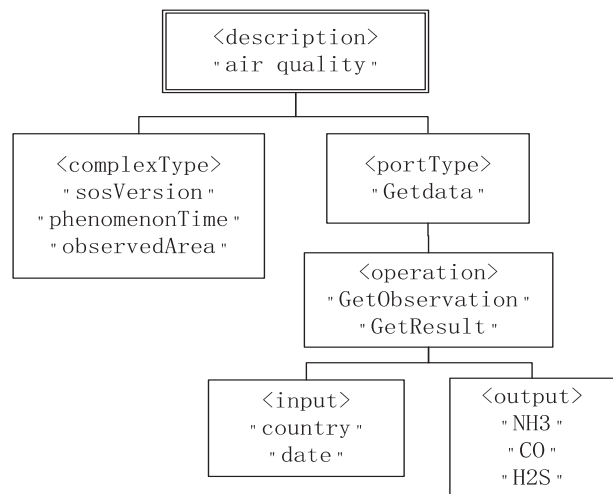 <description>
"air quality"
<complexType>
"sosVersion"
"phenomenonTime"
"observedArea"
<portType>
"Getdata"
<operation>
"GetObservation"
"GetResult"
<input>
"country"
"date"
<output>
"NH3"
"CO"
"H2S"